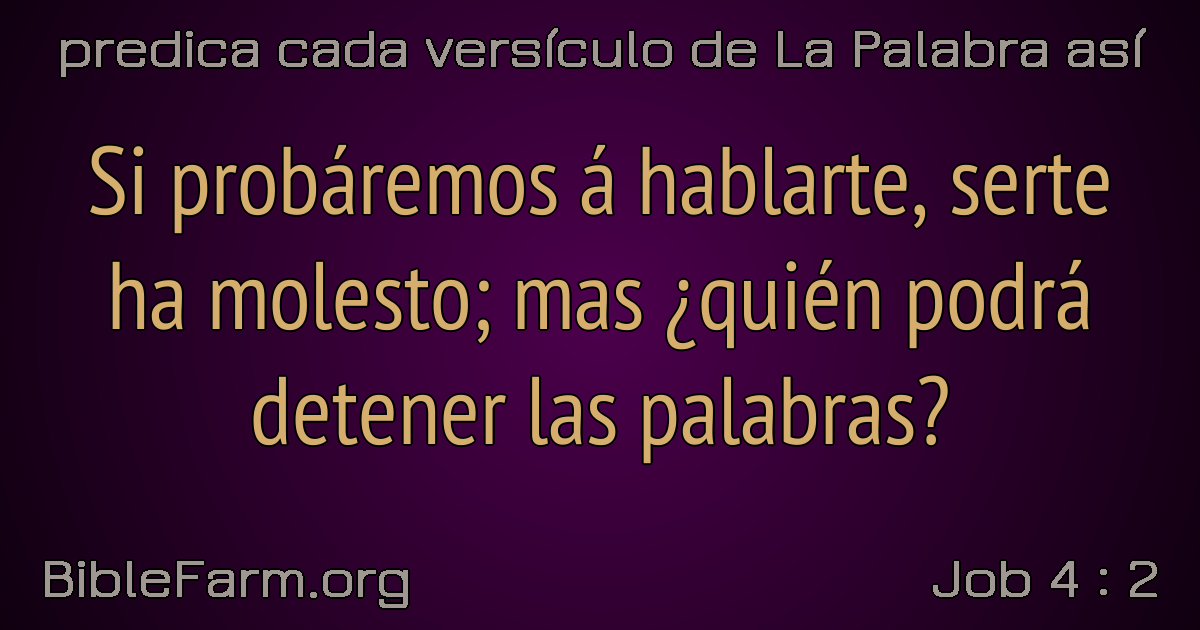 predica cada versículo de La Palabra así
Si probáremos á hablarte, serte
ha molesto; mas ¿quién podrá
detener las palabras?
BibleFarm.org
Job 4 : 2